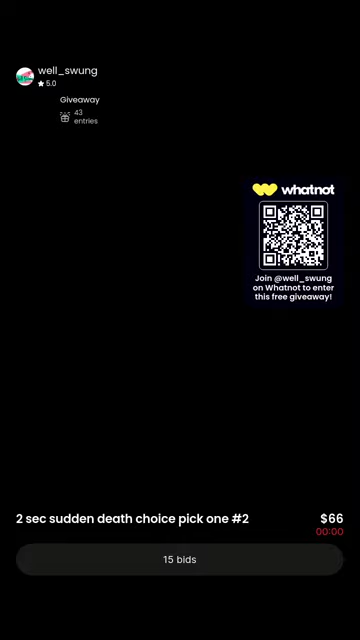 well_swung
5.0
Giveaway
43
entries
whatnot
Join @well_swung
on Whatnot to enter
this free giveaway!
2 sec sudden death choice pick one #2
$66
00:00
15 bids